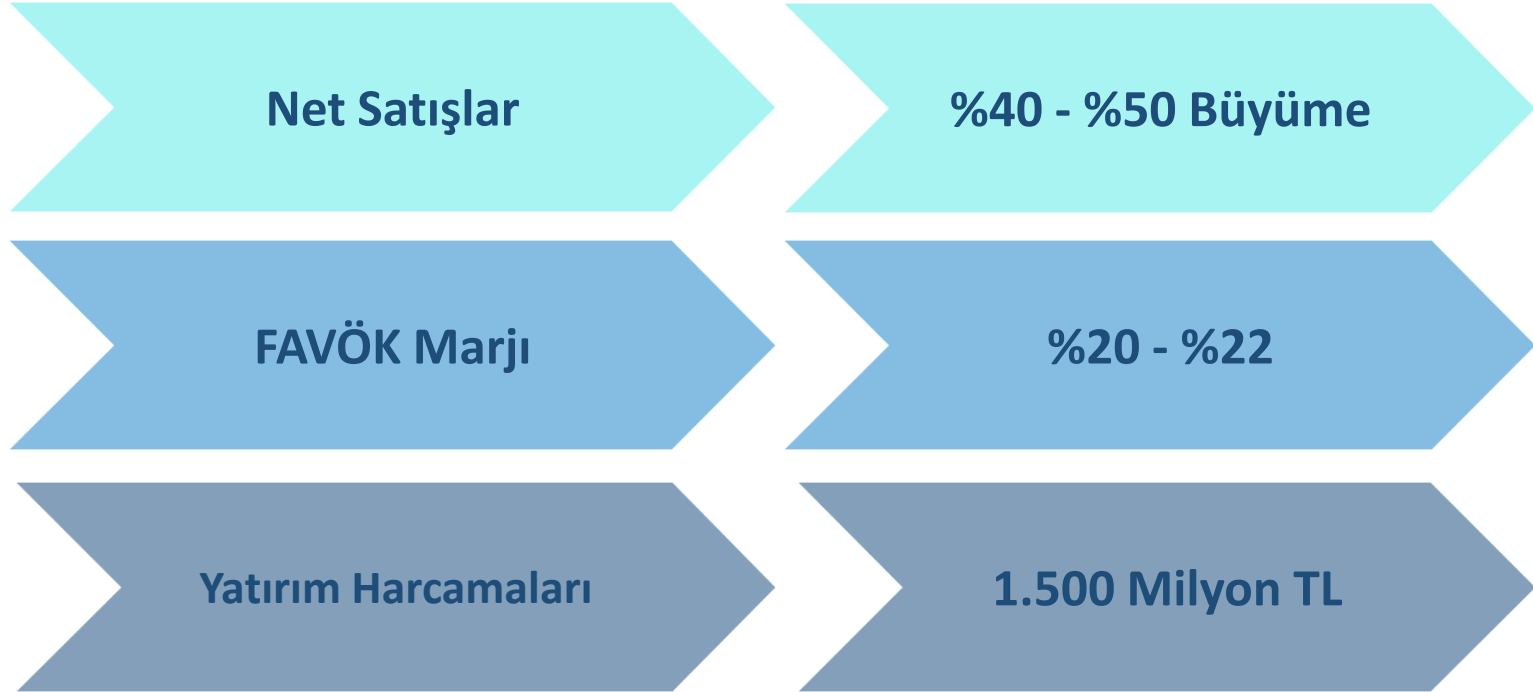 Net Satışlar
%40 - %50 Büyüme
FAVÖK Marjı
%20 - %22
Yatırım Harcamaları
1.500 Milyon TL